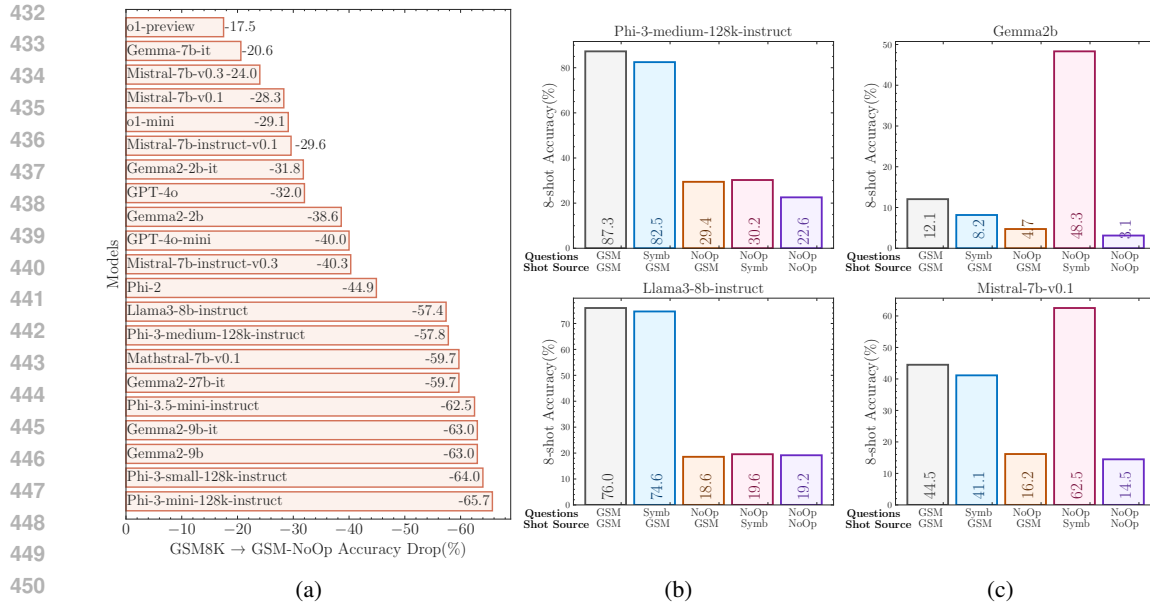 432
433
434
435
436
437
438
439
440
441
442
443
444
445
446
447
448
449
450
Models
o1-preview -17.5
Gemma-7b-it -20.6
Mistral-7b-v0.3 -24.0
Mistral-7b-v0.1 -28.3
o1-mini -29.1
Mistral-7b-instruct-v0.1 -29.6
Gemma2-2b-it -31.8
GPT-4o -32.0
Gemma2-2b -38.6
GPT-4o-mini -40.0
Mistral-7b-instruct-v0.3 -40.3
Phi-2 -44.9
Llama3-8b-instruct -57.4
Phi-3-medium-128k-instruct -57.8
Mathstral-7b-v0.1 -59.7
Gemma2-27b-it -59.7
Phi-3.5-mini-instruct -62.5
Gemma2-9b-it -63.0
Gemma2-9b -63.0
Phi-3-small-128k-instruct -64.0
Phi-3-mini-128k-instruct -65.7
0 −10 −20 −30 −40 −50 −60
GSM8K → GSM-NoOp Accuracy Drop(%)
(a)
Phi-3-medium-128k-instruct
8-shot Accuracy(%)
80
60
40
20
0
87.3 82.5 29.4 30.2 22.6
Questions GSM Symb NoOp NoOp NoOp
Shot Source GSM GSM GSM Symb NoOp
Llama3-8b-instruct
8-shot Accuracy(%)
70
60
50
40
30
20
10
0
76.0 74.6 18.6 19.6 19.2
Questions GSM Symb NoOp NoOp NoOp
Shot Source GSM GSM GSM Symb NoOp
(b)
Gemma2b
8-shot Accuracy(%)
50
40
30
20
10
0
12.1 8.2 4.7 48.3 3.1
Questions GSM Symb NoOp NoOp NoOp
Shot Source GSM GSM GSM Symb NoOp
Mistral-7b-v0.1
8-shot Accuracy(%)
60
50
40
30
20
10
0
44.5 41.1 16.2 62.5 14.5
Questions GSM Symb NoOp NoOp NoOp
Shot Source GSM GSM GSM Symb NoOp
(c)